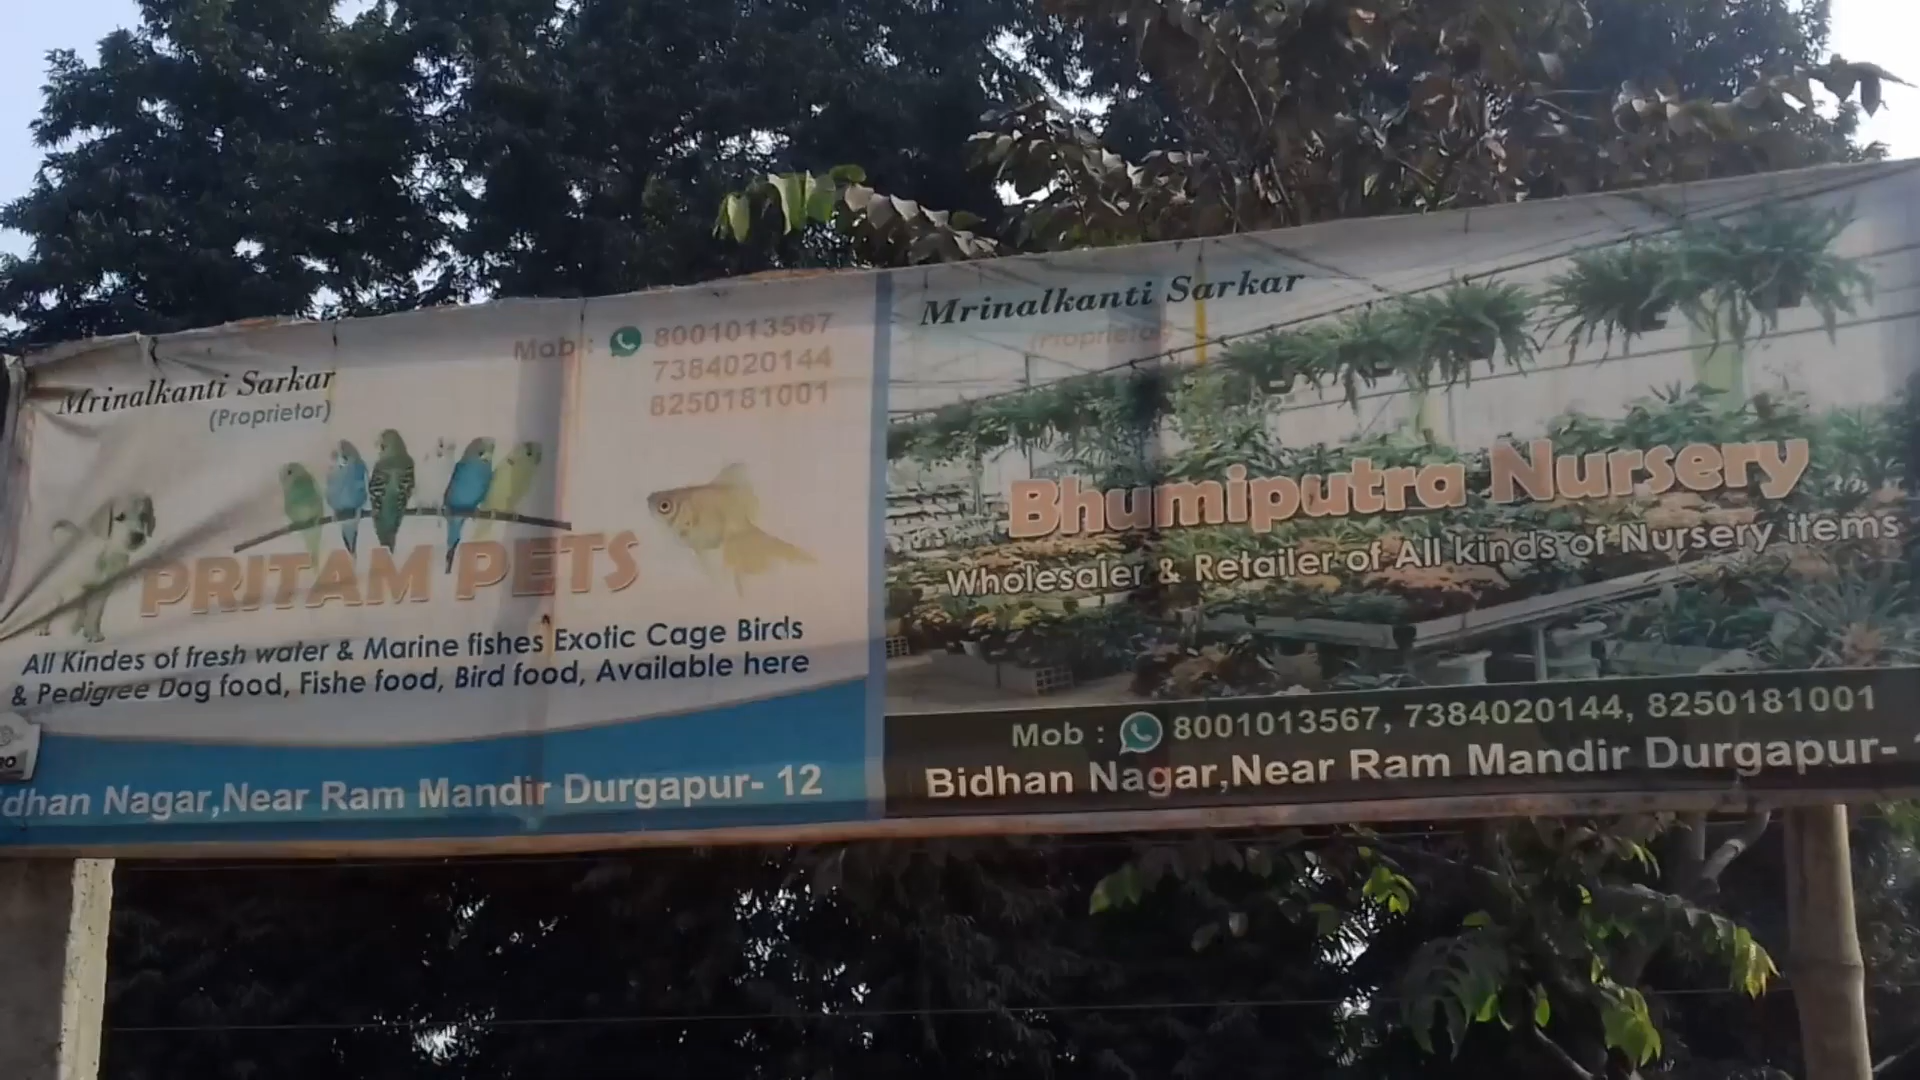 Mrinalkanti Sarkar
(Proprietor)
Mob : 8001013567
7384020144
8250181001
PRITAM PETS
All Kindes of fresh water & Marine fishes Exotic Cage Birds
& Pedigree Dog food, Fishe food, Bird food, Available here
dhan Nagar,Near Ram Mandir Durgapur- 12
Mrinalkanti Sarkar
(Proprietor)
Bhumiputra Nursery
Wholesaler & Retailer of All kinds of Nursery items
Mob : 8001013567, 7384020144, 8250181001
Bidhan Nagar,Near Ram Mandir Durgapur-